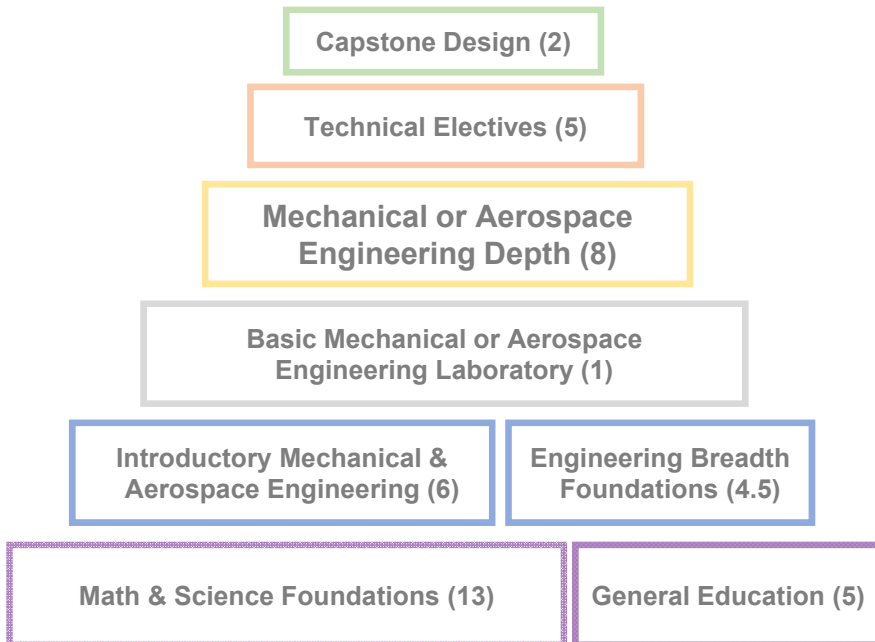 Capstone Design (2)
Technical Electives (5)
Mechanical or Aerospace
Engineering Depth (8)
Basic Mechanical or Aerospace
Engineering Laboratory (1)
Introductory Mechanical &
Aerospace Engineering (6)
Engineering Breadth
Foundations (4.5)
Math & Science Foundations (13)
General Education (5)